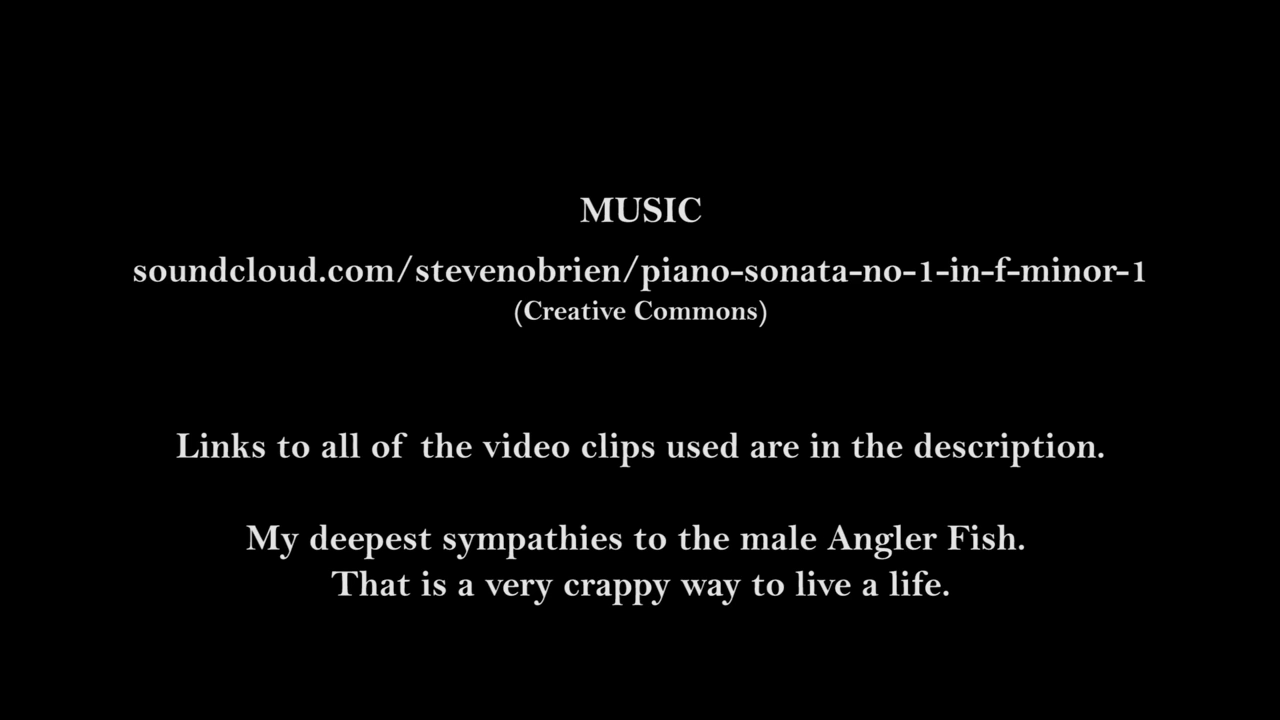 MUSIC
soundcloud.com/stevenobrien/piano-sonata-no-1-in-f-minor-1
(Creative Commons)
Links to all of the video clips used are in the description.
My deepest sympathies to the male Angler Fish.
That is a very crappy way to live a life.